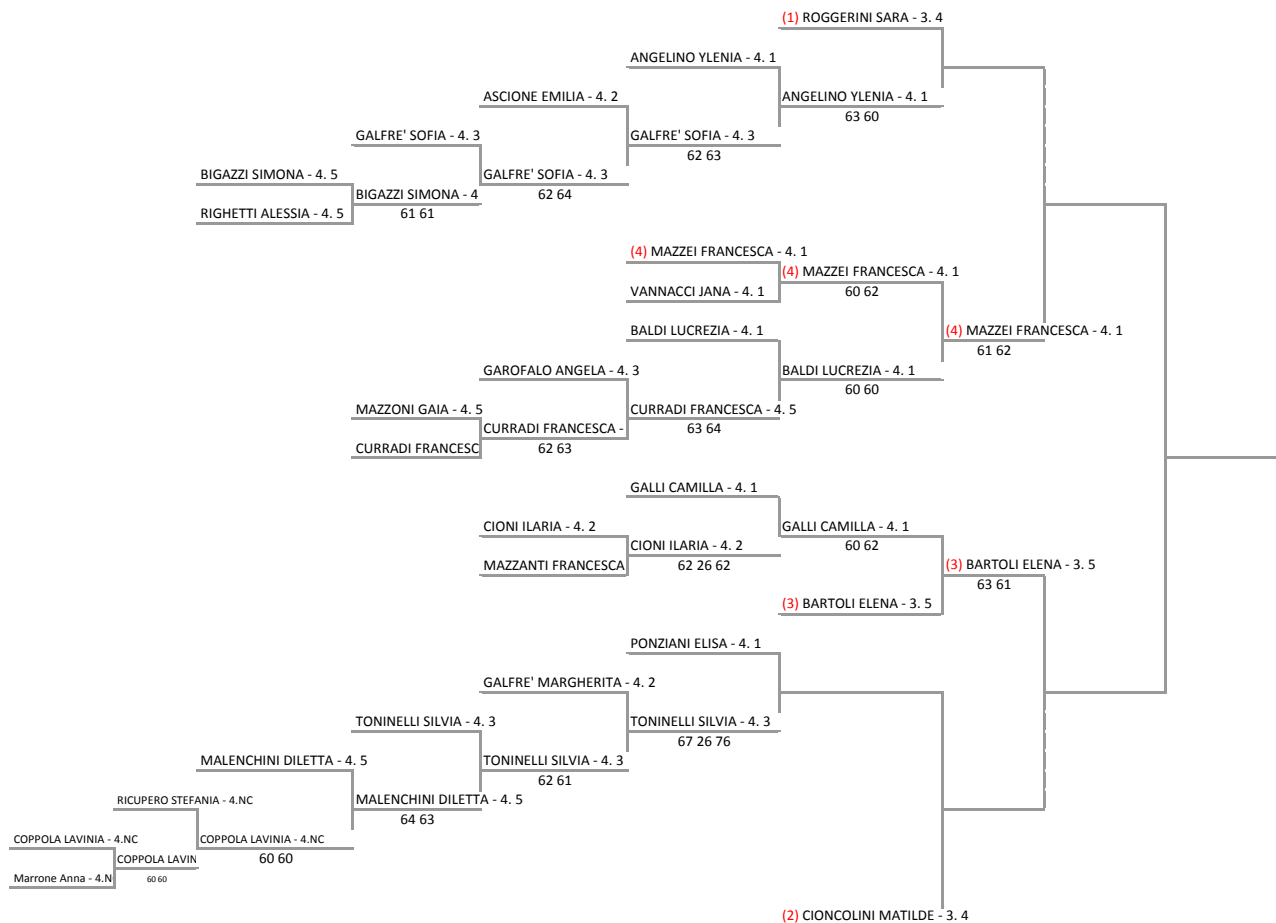 (1) ROGGERINI SARA - 3. 4
ANGELINO YLENIA - 4. 1
ASCIONE EMILIA - 4. 2
ANGELINO YLENIA - 4. 1
63 60
GALFRE' SOFIA - 4. 3
GALFRE' SOFIA - 4. 3
62 63
BIGAZZI SIMONA - 4. 5
GALFRE' SOFIA - 4. 3
62 64
BIGAZZI SIMONA - 4
61 61
RIGHETTI ALESSIA - 4. 5
(4) MAZZEI FRANCESCA - 4. 1
(4) MAZZEI FRANCESCA - 4. 1
60 62
VANNACCI JANA - 4. 1
BALDI LUCREZIA - 4. 1
(4) MAZZEI FRANCESCA - 4. 1
61 62
GAROFALO ANGELA - 4. 3
BALDI LUCREZIA - 4. 1
60 60
MAZZONI GAIA - 4. 5
CURRADI FRANCESCA - 4. 5
63 64
CURRADI FRANCESCA -
62 63
CURRADI FRANCESC
GALLI CAMILLA - 4. 1
CIONI ILARIA - 4. 2
GALLI CAMILLA - 4. 1
60 62
CIONI ILARIA - 4. 2
62 26 62
MAZZANTI FRANCESCA
(3) BARTOLI ELENA - 3. 5
63 61
(3) BARTOLI ELENA - 3. 5
PONZIANI ELISA - 4. 1
GALFRE' MARGHERITA - 4. 2
TONINELLI SILVIA - 4. 3
TONINELLI SILVIA - 4. 3
67 26 76
MALENCHINI DILETTA - 4. 5
TONINELLI SILVIA - 4. 3
62 61
RICUPERO STEFANIA - 4.NC
MALENCHINI DILETTA - 4. 5
64 63
COPPOLA LAVINIA - 4.NC
COPPOLA LAVINIA - 4.NC
60 60
COPPOLA LAVIN
60 60
Marrone Anna - 4.N
(2) CIONCOLINI MATILDE - 3. 4